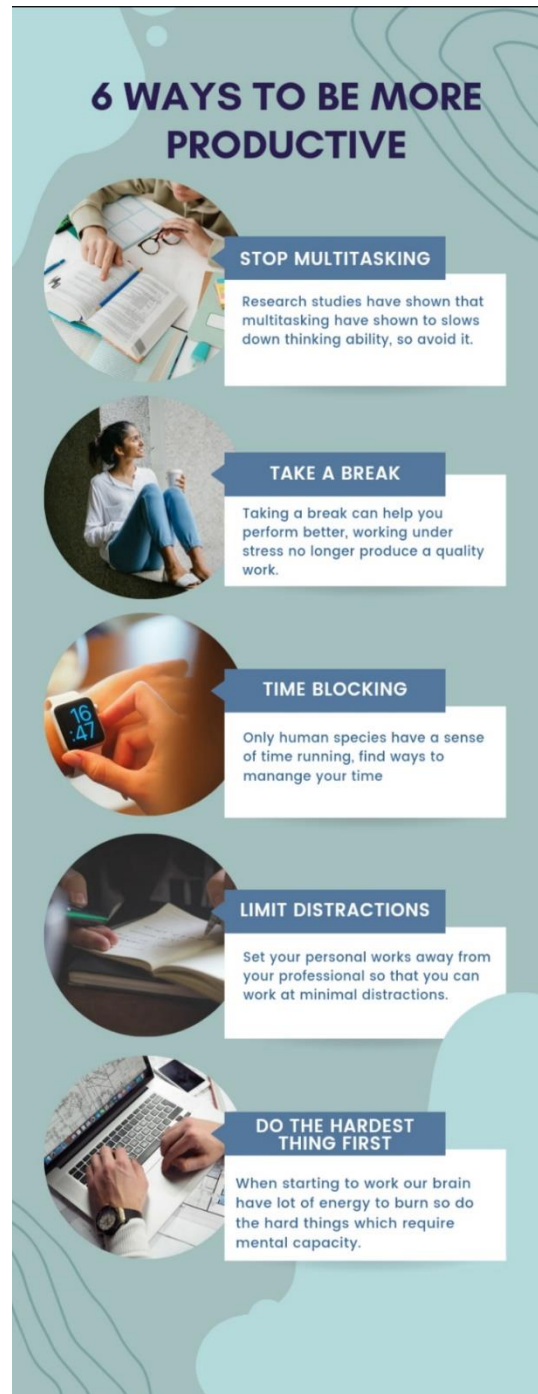 6 WAYS TO BE MORE
PRODUCTIVE
STOP MULTITASKING
Research studies have shown that
multitasking have shown to slows
down thinking ability, so avoid it.
TAKE A BREAK
Taking a break can help you
perform better, working under
stress no longer produce a quality
work.
16
:47
TIME BLOCKING
Only human species have a sense
of time running, find ways to
manange your time
LIMIT DISTRACTIONS
Set your personal works away from
your professional so that you can
work at minimal distractions.
DO THE HARDEST
THING FIRST
When starting to work our brain
have lot of energy to burn so do
the hard things which require
mental capacity.